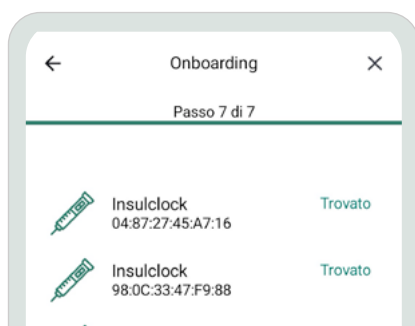 Onboarding
Passo 7 di 7
Insulclock
Trovato
04:87:27:45:A7:16
Insulclock
Trovato
98:0C:33:47:F9:88